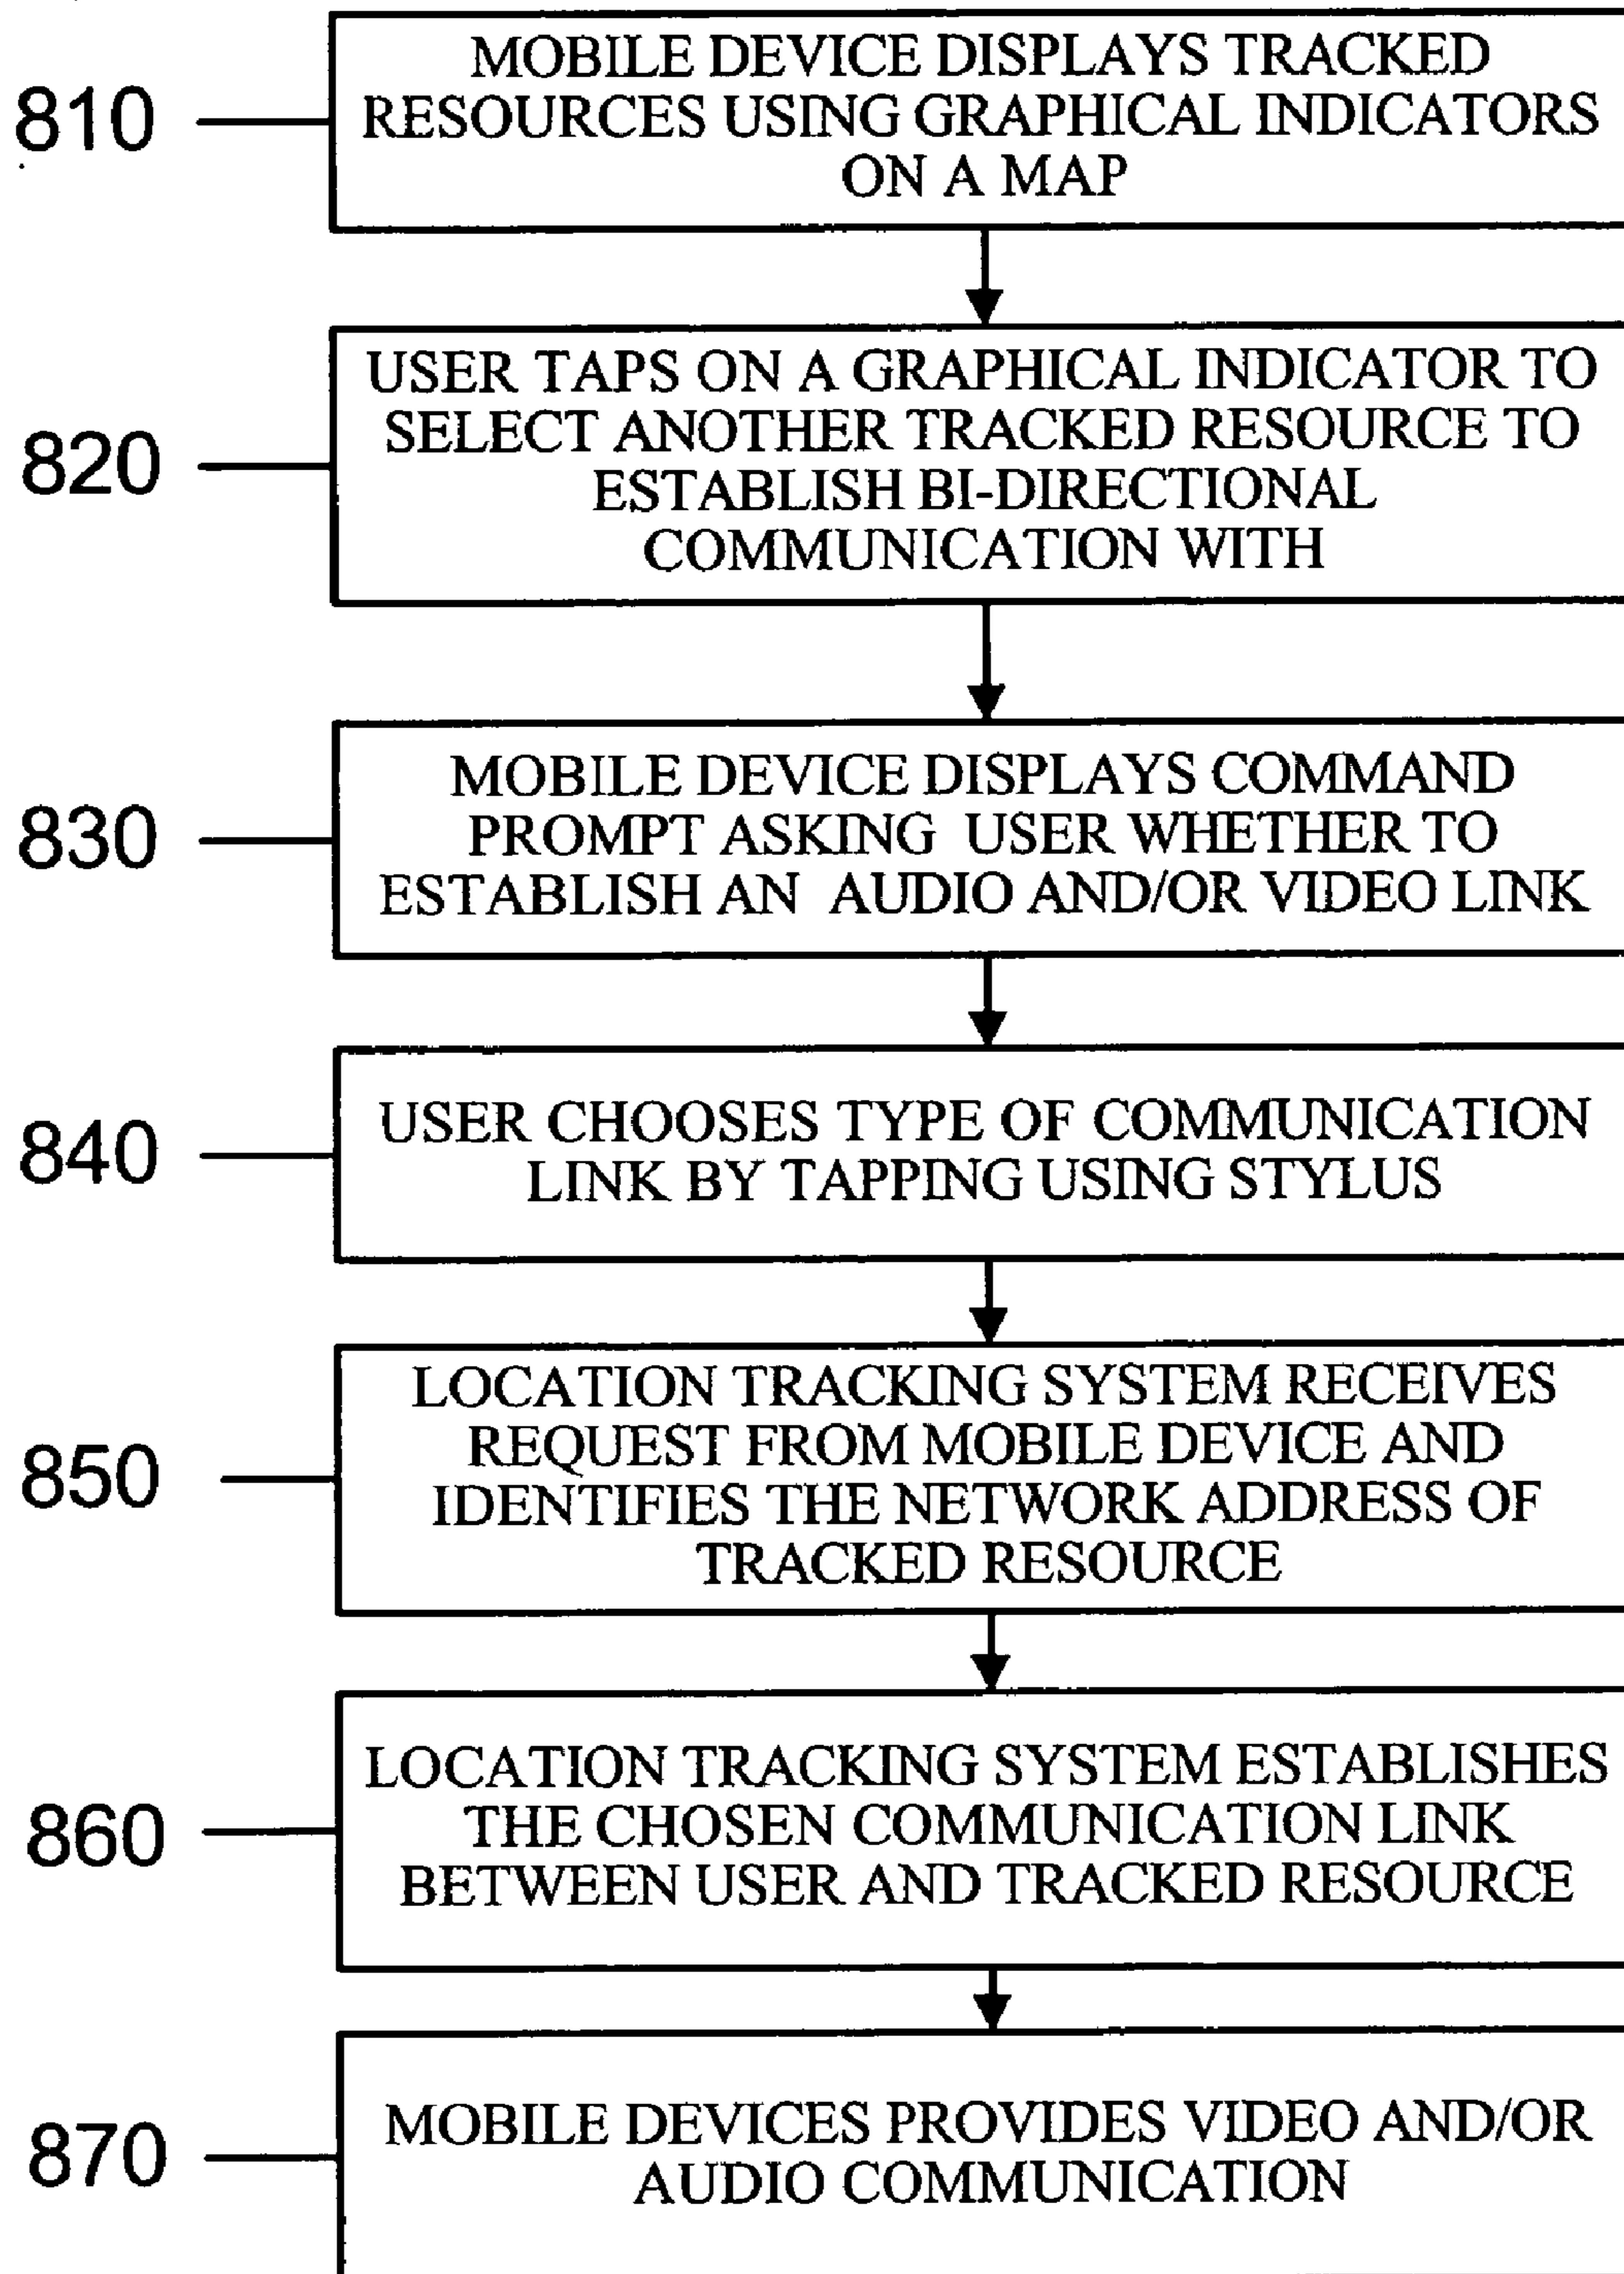 810
MOBILE DEVICE DISPLAYS TRACKED
RESOURCES USING GRAPHICAL INDICATORS
ON A MAP
820
USER TAPS ON A GRAPHICAL INDICATOR TO
SELECT ANOTHER TRACKED RESOURCE TO
ESTABLISH BI-DIRECTIONAL
COMMUNICATION WITH
830
MOBILE DEVICE DISPLAYS COMMAND
PROMPT ASKING USER WHETHER TO
ESTABLISH AN AUDIO AND/OR VIDEO LINK
840
USER CHOOSES TYPE OF COMMUNICATION
LINK BY TAPPING USING STYLUS
850
LOCATION TRACKING SYSTEM RECEIVES
REQUEST FROM MOBILE DEVICE AND
IDENTIFIES THE NETWORK ADDRESS OF
TRACKED RESOURCE
860
LOCATION TRACKING SYSTEM ESTABLISHES
THE CHOSEN COMMUNICATION LINK
BETWEEN USER AND TRACKED RESOURCE
870
MOBILE DEVICES PROVIDES VIDEO AND/OR
AUDIO COMMUNICATION